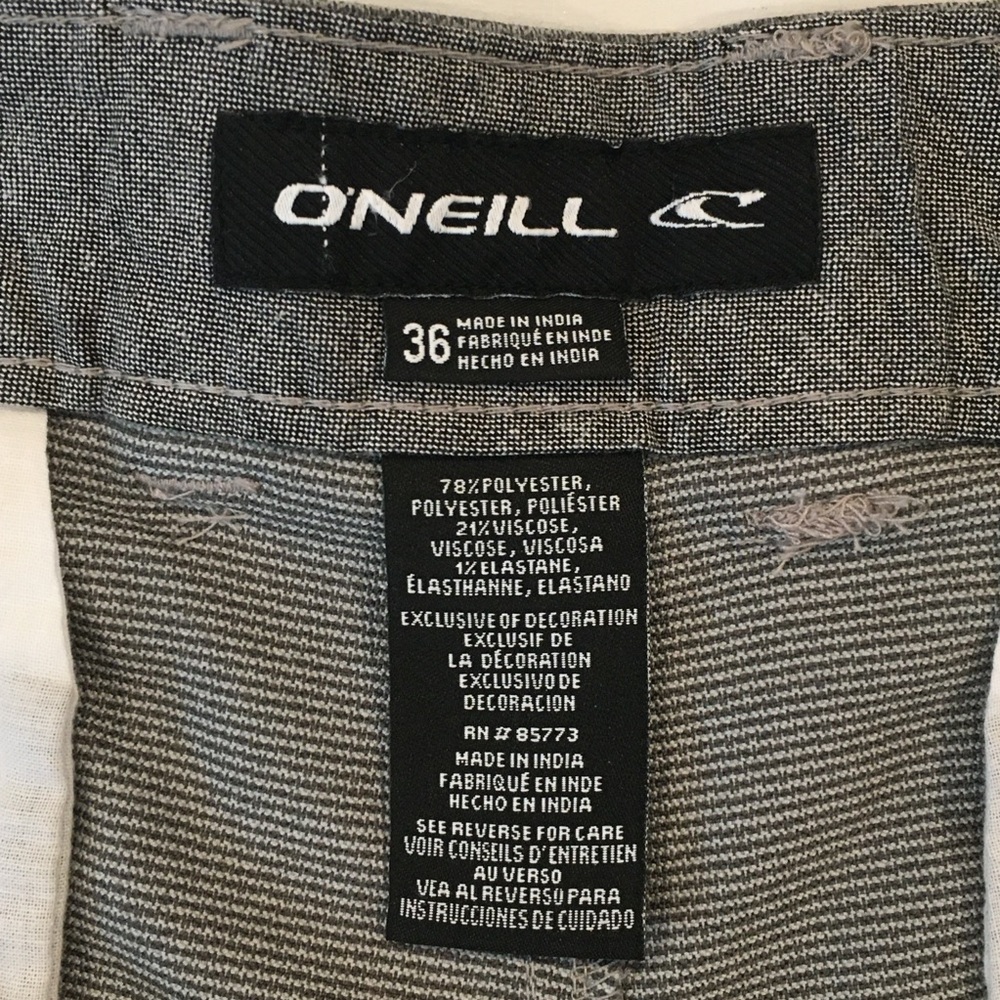 O'NEILL
36
MADE IN INDIA
FABRIQUÉ EN INDE
HECHO EN INDIA
78% POLYESTER,
POLYESTER, POLIÉSTER
21% VISCOSE,
VISCOSE, VISCOSA
1% ELASTANE,
ÉLASTHANNE, ELASTANO
EXCLUSIVE OF DECORATION
EXCLUSIF DE
LA DÉCORATION
EXCLUSIVO DE
DECORACION
RN # 85773
MADE IN INDIA
FABRIQUÉ EN INDE
HECHO EN INDIA
SEE REVERSE FOR CARE
VOIR CONSEILS D'ENTRETIEN
AU VERSO
VEA AL REVERSO PARA
INSTRUCCIONES DE CUIDADO